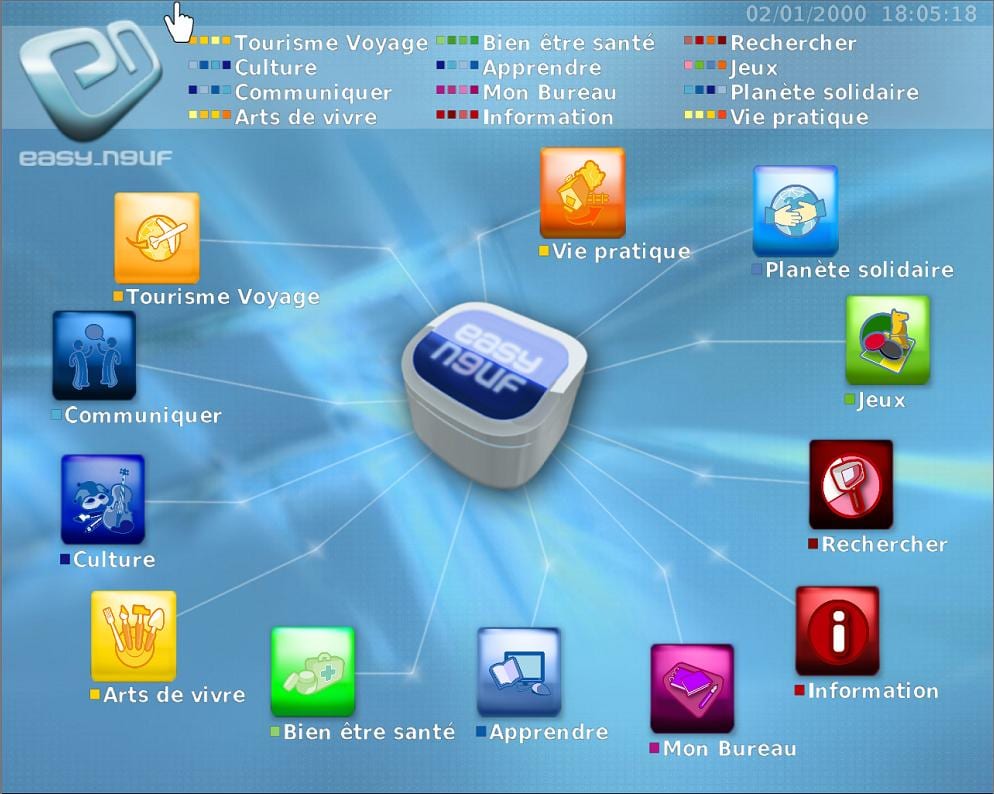 02/01/2000 18:05:18
Tourisme Voyage
Bien être santé
Rechercher
Culture
Apprendre
Jeux
Communiquer
Mon Bureau
Planète solidaire
Arts de vivre
Information
Vie pratique
easy_n9uf
Vie pratique
Planète solidaire
Tourisme Voyage
easy
n9uf
Jeux
Communiquer
Rechercher
Culture
i
Information
Arts de vivre
Bien être santé
Apprendre
Mon Bureau